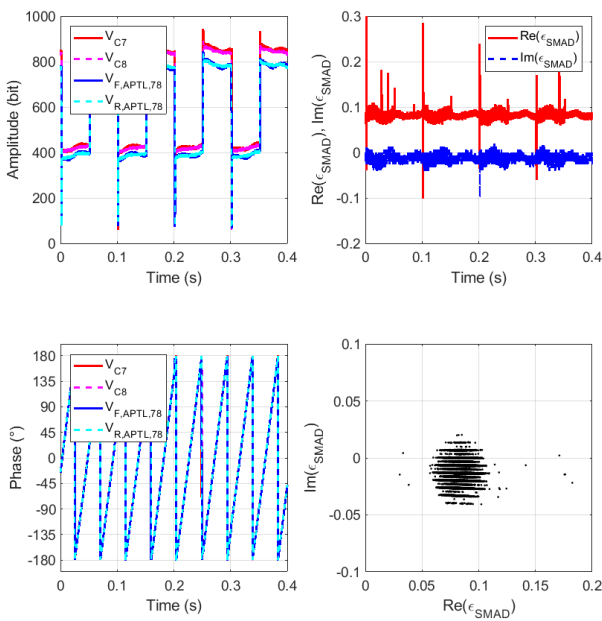 1000
800
600
400
200
0
Amplitude (bit)
V_C7
V_C8
V_F,APTL,78
V_R,APTL,78
0 0.1 0.2 0.3 0.4
Time (s)
0.3
0.2
0.1
0
-0.1
-0.2
Re(ϵ_SMAD), Im(ϵ_SMAD)
Re(ϵ_SMAD)
Im(ϵ_SMAD)
0 0.1 0.2 0.3 0.4
Time (s)
180
135
90
45
0
-45
-90
-135
-180
Phase (°)
V_C7
V_C8
V_F,APTL,78
V_R,APTL,78
0 0.1 0.2 0.3 0.4
Time (s)
0.1
0.05
0
-0.05
-0.1
Im(ϵ_SMAD)
0 0.05 0.1 0.15 0.2
Re(ϵ_SMAD)